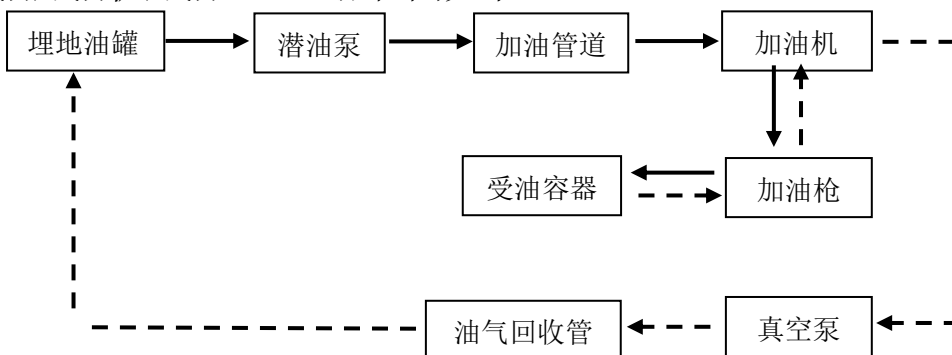 埋地油罐
潜油泵
加油管道
加油机
受油容器
加油枪
油气回收管
真空泵